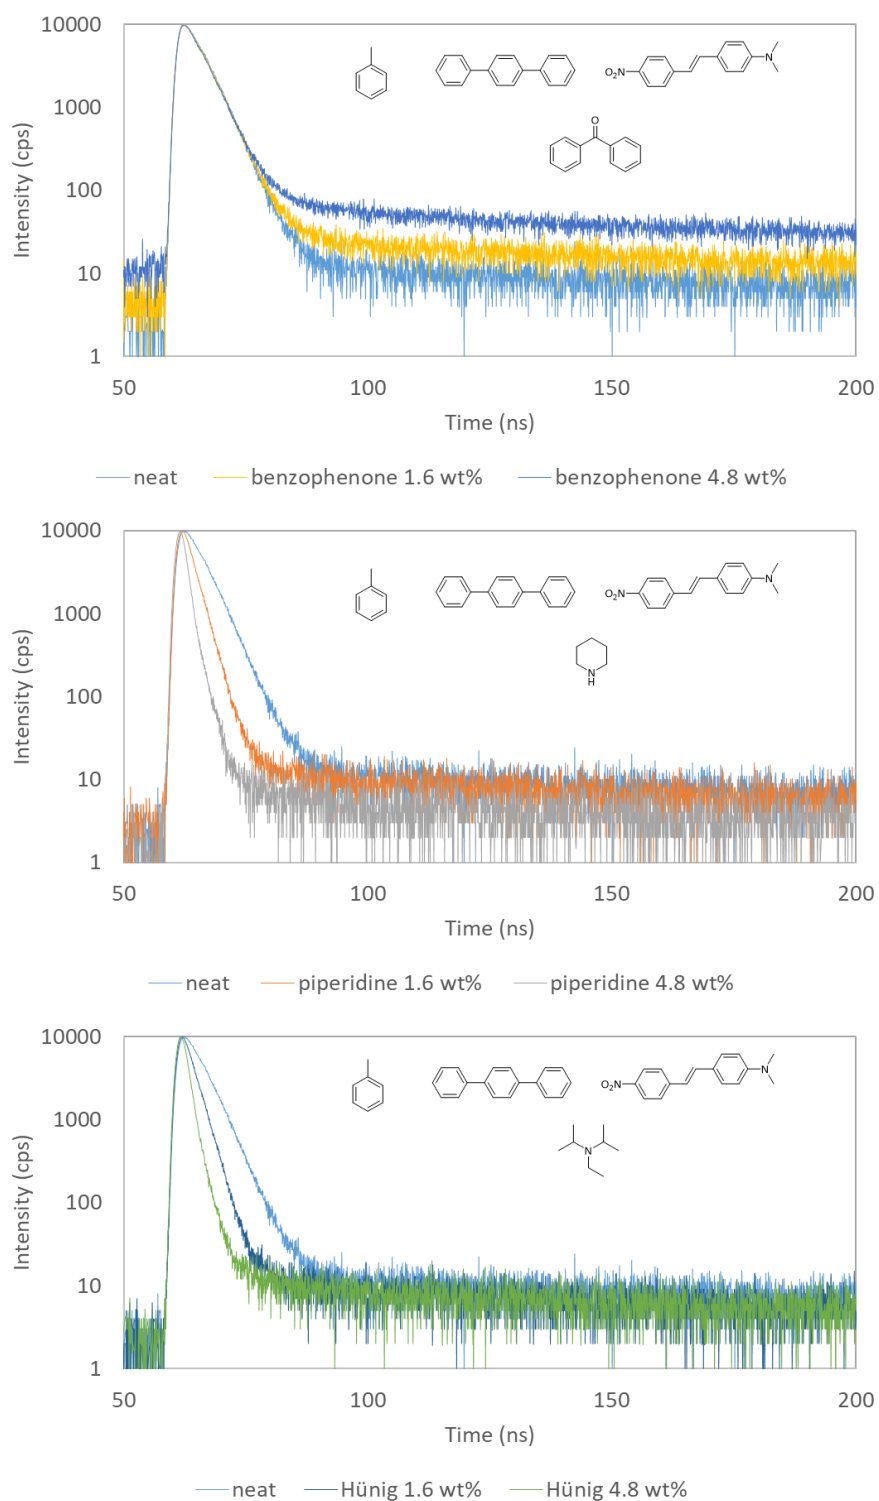 10000
1000
100
10
1
Intensity (cps)
O₂N
N
O
50
100
150
200
Time (ns)
neat
benzophenone 1.6 wt%
benzophenone 4.8 wt%
10000
1000
100
10
1
Intensity (cps)
O₂N
N
N
H
50
100
150
200
Time (ns)
neat
piperidine 1.6 wt%
piperidine 4.8 wt%
10000
1000
100
10
1
Intensity (cps)
O₂N
N
N
50
100
150
200
Time (ns)
neat
Hünig 1.6 wt%
Hünig 4.8 wt%